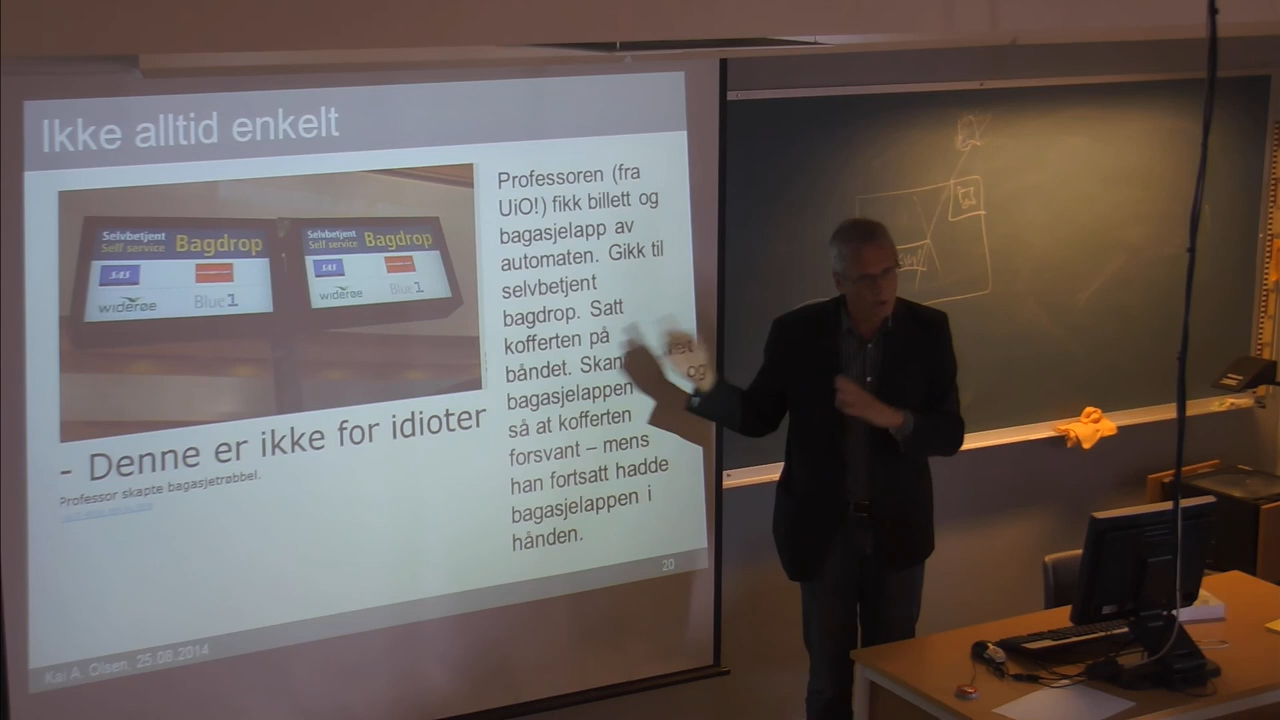 Ikke alltid enkelt
Selvbetjent
Self service Bagdrop
SAS
widerøe Blue1
Selvbetjent
Self service Bagdrop
SAS
widerøe Blue1
- Denne er ikke for idioter
Professor skapte bagasjetrøbbel.
Professoren (fra
UiO!) fikk billett og
bagasjelapp av
automaten. Gikk til
selvbetjent
bagdrop. Satt
kofferten på
båndet. Skan
bagasjelappen og
så at kofferten
forsvant – mens
han fortsatt hadde
bagasjelappen i
hånden.
20
Kai A. Olsen, 25.08.2014